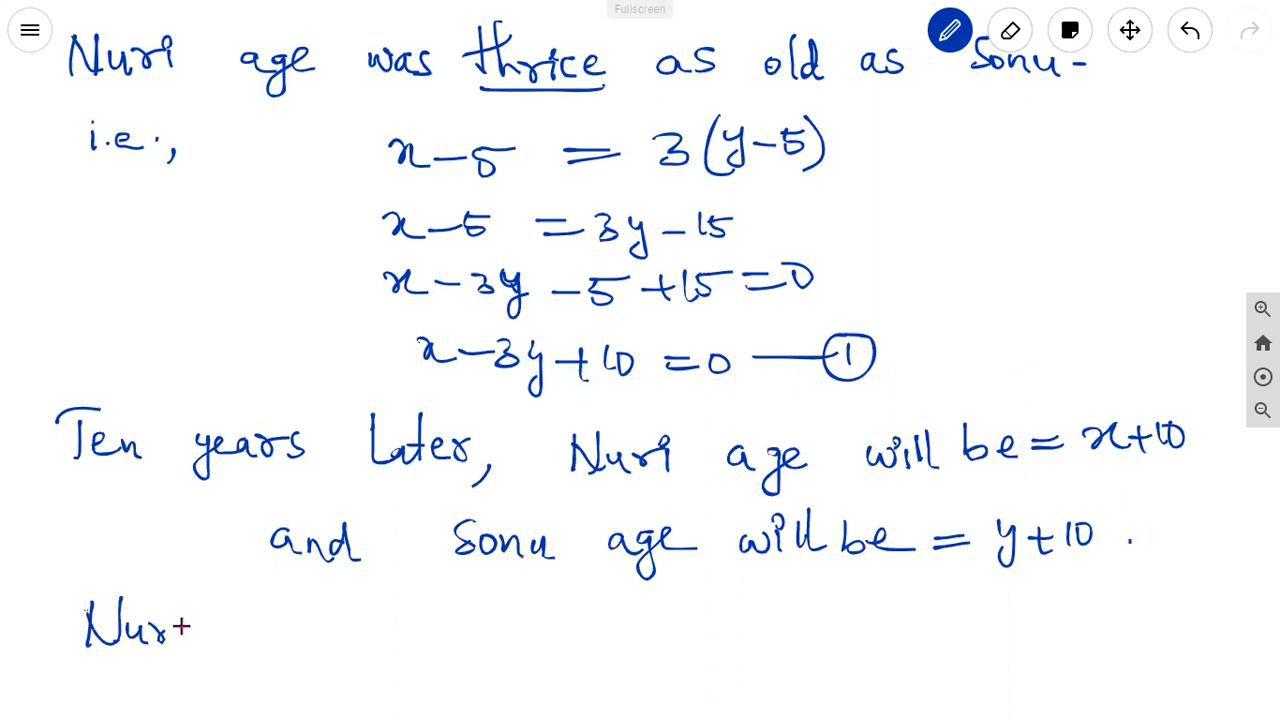 Fullscreen
Nuri age was thrice as old as Sonu-
i.e.,
x-5 = 3(y-5)
x-5 = 3y-15
x-3y-5+15=0
x-3y+10=0 —— 1
Ten years Later, Nuri age will be = x+10
and Sonu age will be = y+10.
Nur